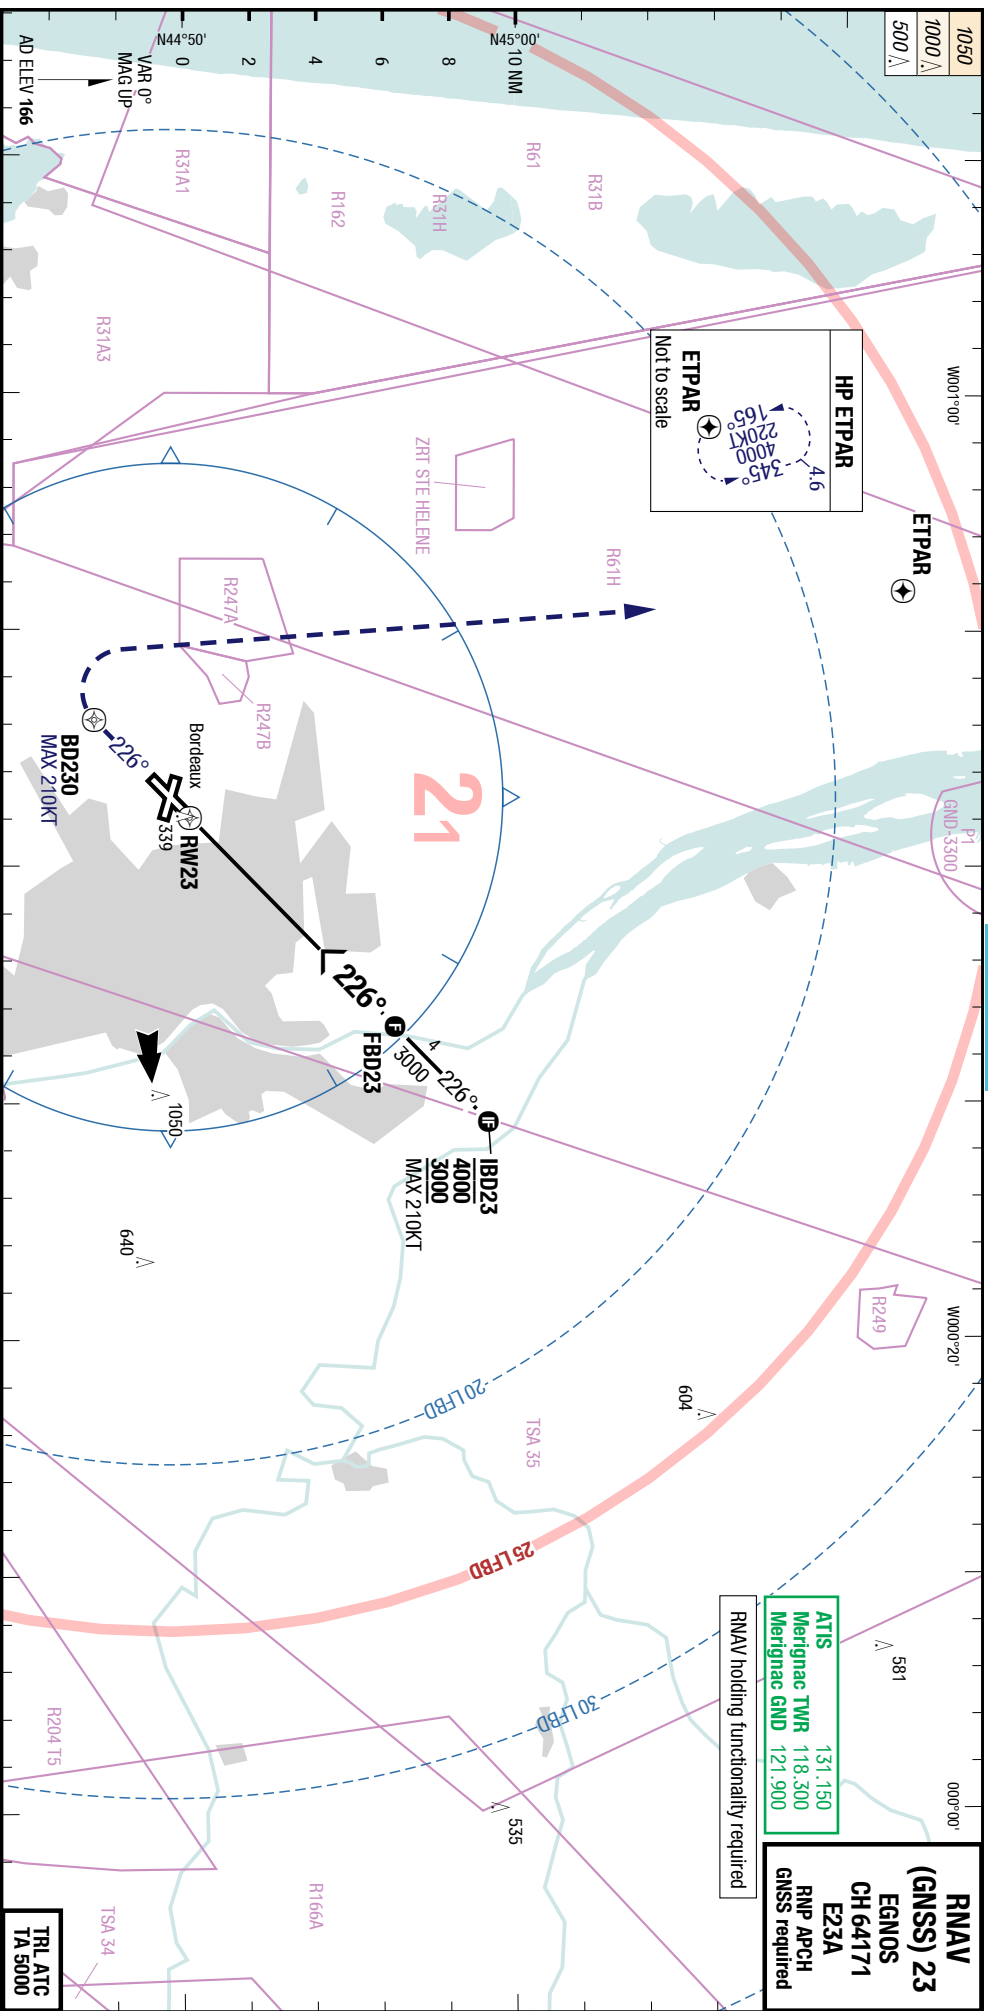 RNAV
(GNSS) 23
EGNOS
CH 64171
E23A
RNP APCH
GNSS required
ATIS 131.150
Merignac TWR 118.300
Merignac GND 121.900
RNAV holding functionality required
TRL ATC
TA 5000
1050
1000
500
N44°50'
N45°00'
0
2
4
6
8
10 NM
VAR 0°
MAG UP
AD ELEV 166
W001°00'
W000°20'
000°00'
HP ETPAR
4.6
345°
4000
220KT
165°
ETPAR
Not to scale
ETPAR
R61
R31B
R31A1
R162
R31H
R31A3
ZRT STE HELENE
R61H
R247A
R247B
P1
GND-3300
21
BD230
MAX 210KT
226°
Bordeaux
339
RW23
226°
FBD23
4
3000
226°
IBD23
4000
3000
MAX 210KT
1050
640
604
R249
TSA 35
20 LFBD
25 LFBD
30 LFBD
581
535
R204 T5
R166A
TSA 34